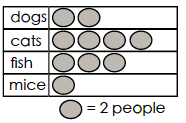 dogs
cats
fish
mice
= 2 people